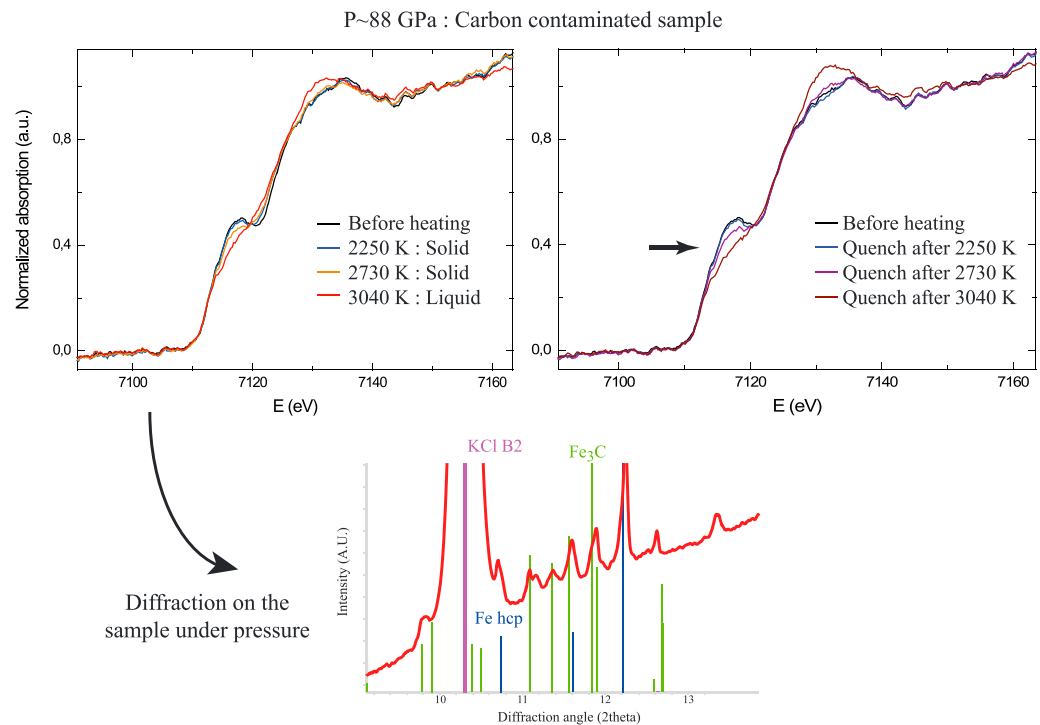 P~88 GPa : Carbon contaminated sample
Normalized absorption (a.u.)
0,8
0,4
0,0
7100
7120
7140
7160
E (eV)
Before heating
2250 K : Solid
2730 K : Solid
3040 K : Liquid
0,8
0,4
0,0
7100
7120
7140
7160
E (eV)
Before heating
Quench after 2250 K
Quench after 2730 K
Quench after 3040 K
Diffraction on the
sample under pressure
KCl B2
Fe₃C
Fe hcp
Intensity (A.U.)
10
11
12
13
Diffraction angle (2theta)